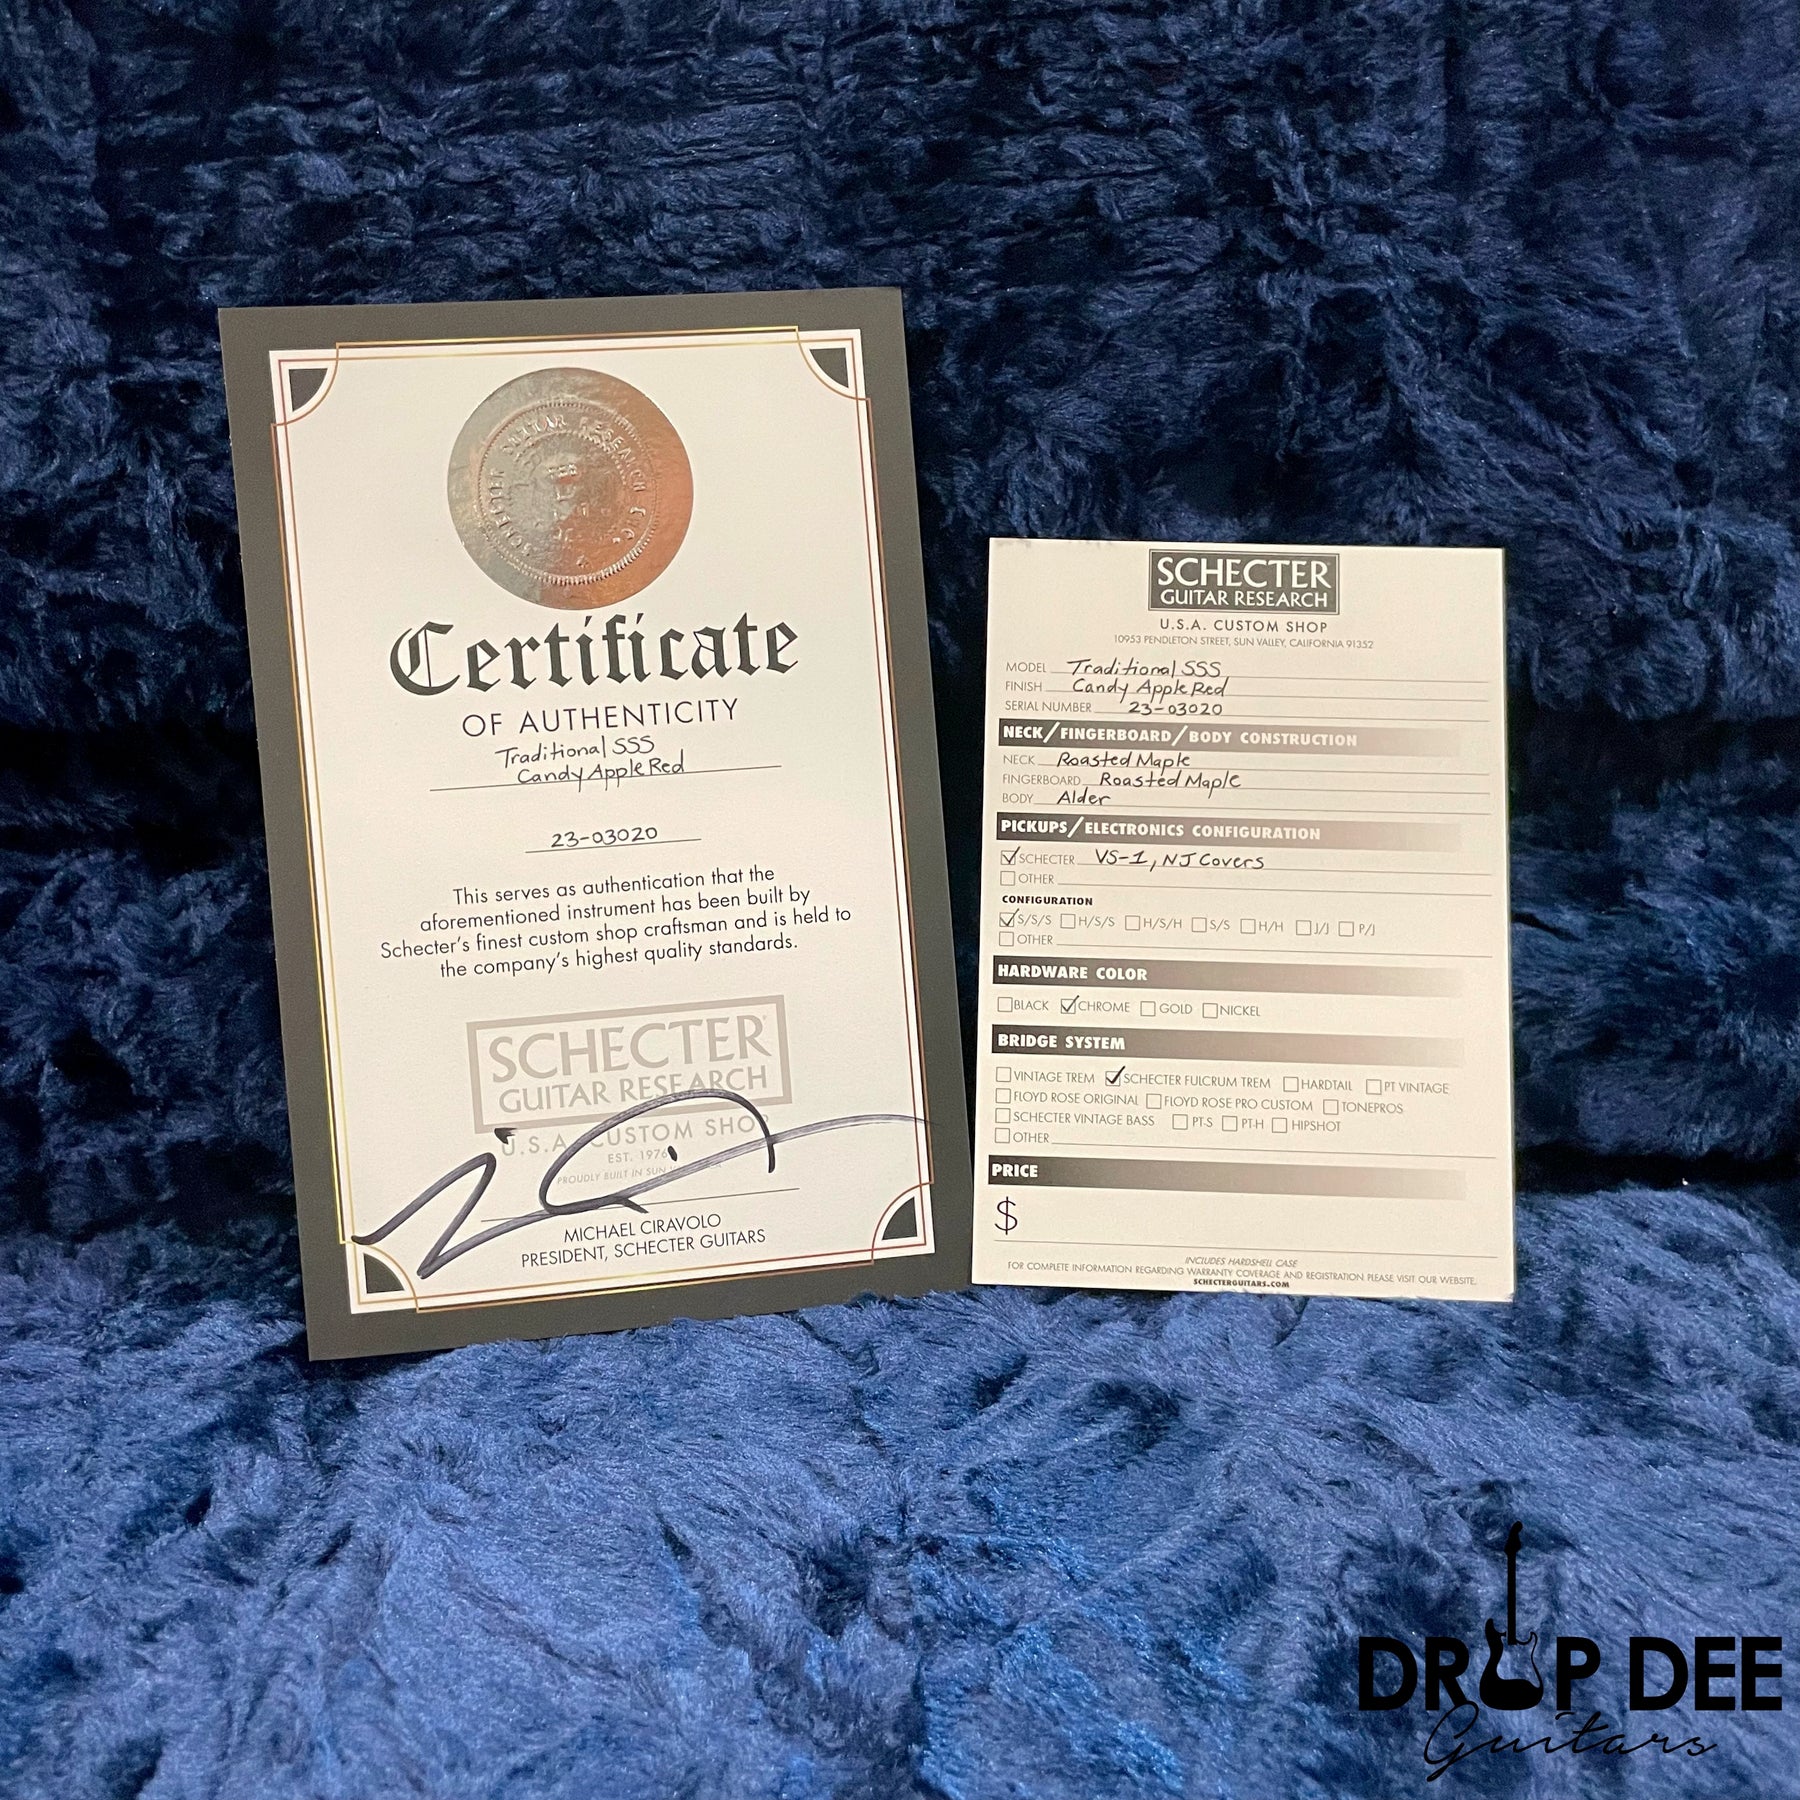 SCHECTER GUITAR RESEARCH
Certificate
OF AUTHENTICITY
Traditional SSS
Candy Apple Red
23-03020
This serves as authentication that the
aforementioned instrument has been built by
Schecter's finest custom shop craftsman and is held to
the company's highest quality standards.
SCHECTER
GUITAR RESEARCH
U.S.A. CUSTOM SHOP
EST. 1976
PROUDLY BUILT IN SUN
MICHAEL CIRAVOLO
PRESIDENT, SCHECTER GUITARS
SCHECTER
GUITAR RESEARCH
U.S.A. CUSTOM SHOP
10953 PENDLETON STREET, SUN VALLEY, CALIFORNIA 91352
MODEL Traditional SSS
FINISH Candy Apple Red
SERIAL NUMBER 23-03020
NECK/FINGERBOARD/BODY CONSTRUCTION
NECK Roasted Maple
FINGERBOARD Roasted Maple
BODY Alder
PICKUPS/ELECTRONICS CONFIGURATION
SCHECTER VS-1, NJ Covers
OTHER
CONFIGURATION
S/S/S H/S/S H/S/H S/S H/H J/J P/J
OTHER
HARDWARE COLOR
BLACK CHROME GOLD NICKEL
BRIDGE SYSTEM
VINTAGE TREM SCHECTER FULCRUM TREM HARDTAIL PT VINTAGE
FLOYD ROSE ORIGINAL FLOYD ROSE PRO CUSTOM TONEPROS
SCHECTER VINTAGE BASS PT-S PT-H HIPSHOT
OTHER
PRICE
$
INCLUDES HARDSHELL CASE
FOR COMPLETE INFORMATION REGARDING WARRANTY COVERAGE AND REGISTRATION PLEASE VISIT OUR WEBSITE.
SCHECTERGUITARS.COM
DROP DEE
Guitars